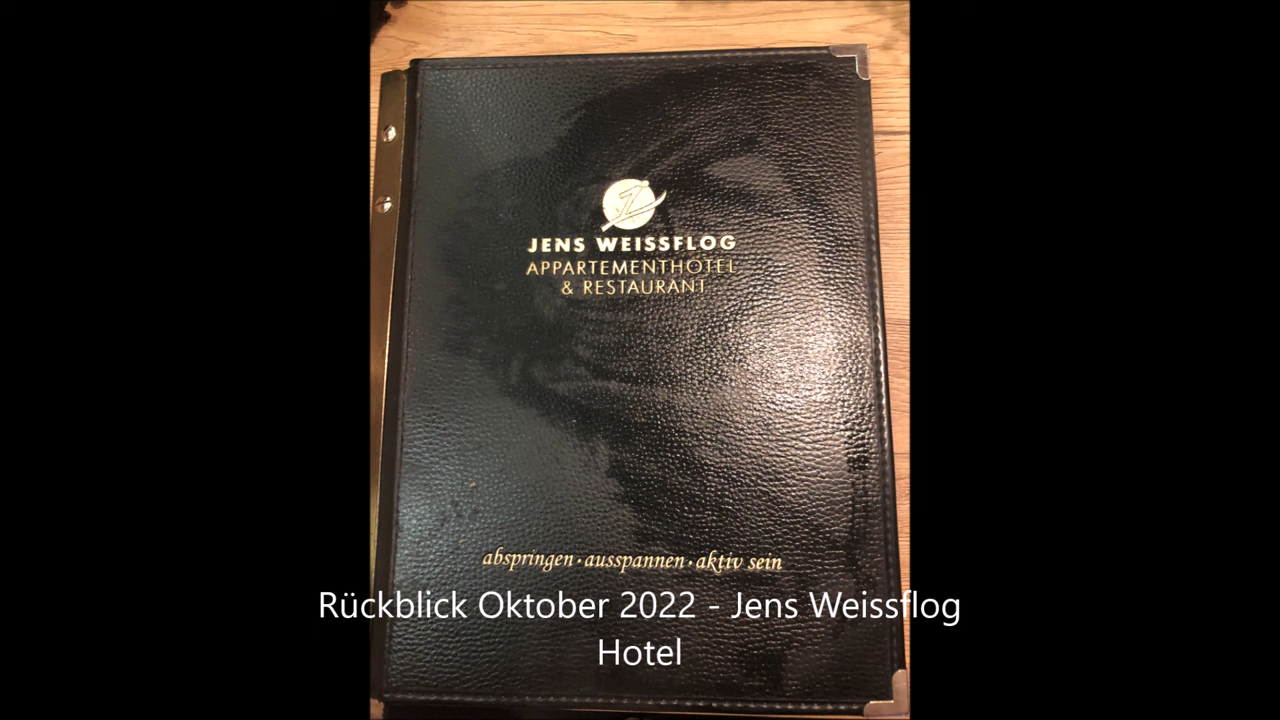 JENS WEISSFLOG
APPARTEMENTHOTEL
& RESTAURANT
abspringen · ausspannen · aktiv sein
Rückblick Oktober 2022 - Jens Weissflog
Hotel